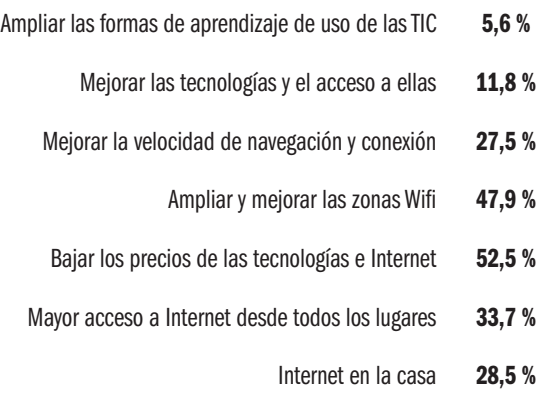 Ampliar las formas de aprendizaje de uso de las TIC 5,6 %
Mejorar las tecnologías y el acceso a ellas 11,8 %
Mejorar la velocidad de navegación y conexión 27,5 %
Ampliar y mejorar las zonas Wifi 47,9 %
Bajar los precios de las tecnologías e Internet 52,5 %
Mayor acceso a Internet desde todos los lugares 33,7 %
Internet en la casa 28,5 %